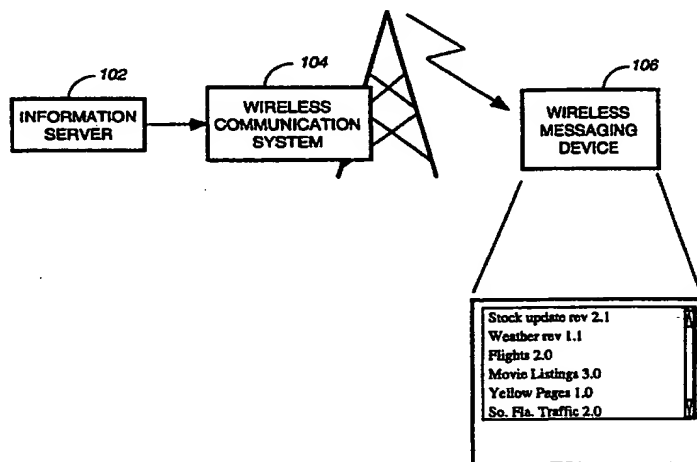 102
104
106
INFORMATION
SERVER
WIRELESS
COMMUNICATION
SYSTEM
WIRELESS
MESSAGING
DEVICE
Stock update rev 2.1
Weather rev 1.1
Flights 2.0
Movie Listings 3.0
Yellow Pages 1.0
So. Fla. Traffic 2.0